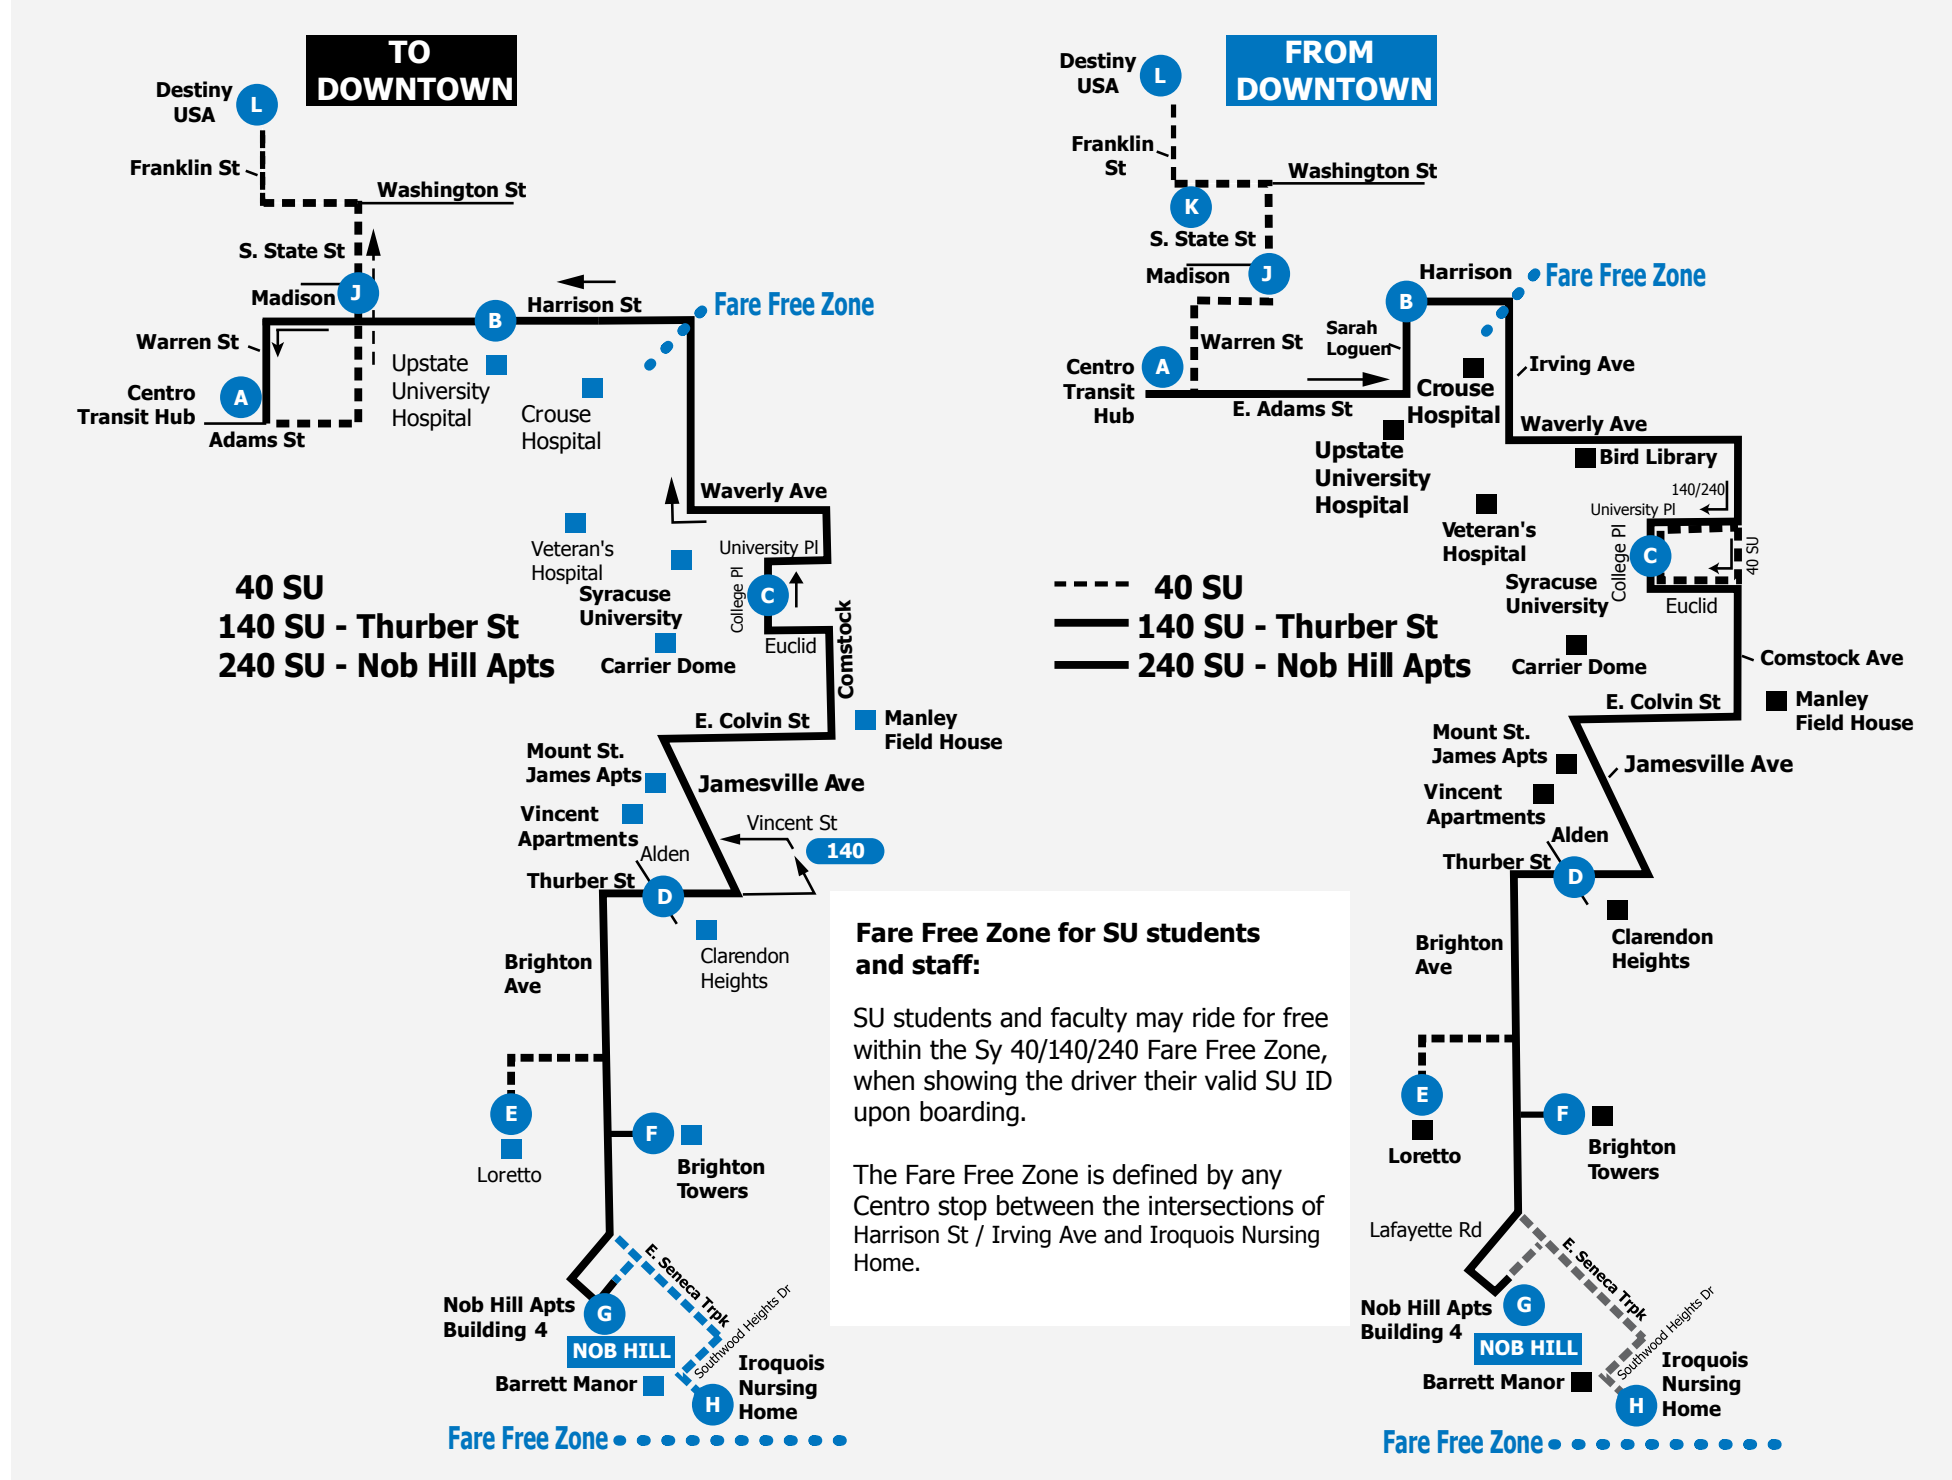 TO
DOWNTOWN
Destiny
USA
L
Franklin St
Washington St
S. State St
Madison
J
Harrison St
Fare Free Zone
B
Warren St
Upstate
University
Hospital
Crouse
Hospital
Centro
Transit Hub
A
Adams St
Waverly Ave
University Pl
Veteran's
Hospital
Syracuse
University
College Pl
C
Euclid
Comstock
Carrier Dome
40 SU
140 SU - Thurber St
240 SU - Nob Hill Apts
E. Colvin St
Manley
Field House
Mount St.
James Apts
Jamesville Ave
Vincent
Apartments
Vincent St
140
Alden
Thurber St
D
Clarendon
Heights
Brighton
Ave
E
Loretto
F
Brighton
Towers
E. Seneca Trpk
Southwood Heights Dr
Nob Hill Apts
Building 4
G
NOB HILL
Barrett Manor
H
Iroquois
Nursing
Home
Fare Free Zone
FROM
DOWNTOWN
Destiny
USA
L
Franklin
St
Washington St
K
S. State St
Madison
J
Harrison
Fare Free Zone
B
Sarah
Loguen
Warren St
Centro
Transit
Hub
A
E. Adams St
Irving Ave
Crouse
Hospital
Waverly Ave
Upstate
University
Hospital
Bird Library
140/240
University Pl
Veteran's
Hospital
College Pl
C
40 SU
Syracuse
University
Euclid
Carrier Dome
40 SU
140 SU - Thurber St
240 SU - Nob Hill Apts
Comstock Ave
E. Colvin St
Manley
Field House
Mount St.
James Apts
Jamesville Ave
Vincent
Apartments
Alden
Thurber St
D
Clarendon
Heights
Brighton
Ave
E
Loretto
F
Brighton
Towers
Lafayette Rd
E. Seneca Trpk
Southwood Heights Dr
Nob Hill Apts
Building 4
G
NOB HILL
Barrett Manor
H
Iroquois
Nursing
Home
Fare Free Zone
Fare Free Zone for SU students
and staff:
SU students and faculty may ride for free
within the Sy 40/140/240 Fare Free Zone,
when showing the driver their valid SU ID
upon boarding.
The Fare Free Zone is defined by any
Centro stop between the intersections of
Harrison St / Irving Ave and Iroquois Nursing
Home.